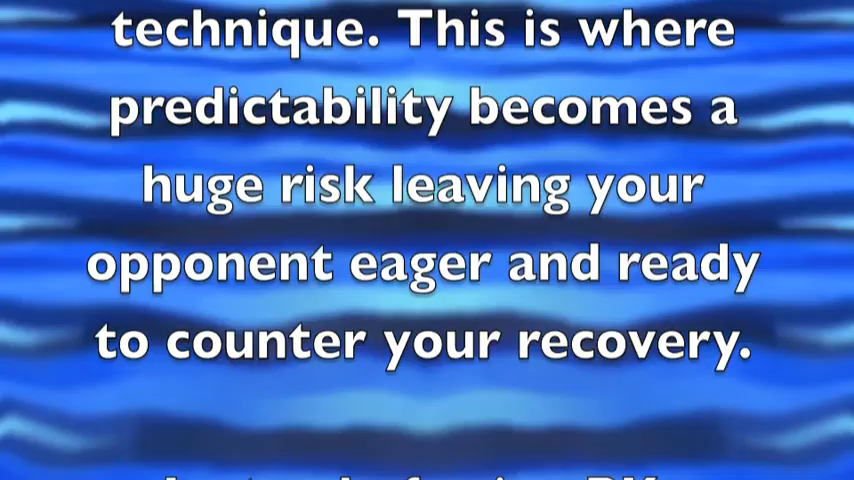 technique. This is where
predictability becomes a
huge risk leaving your
opponent eager and ready
to counter your recovery.